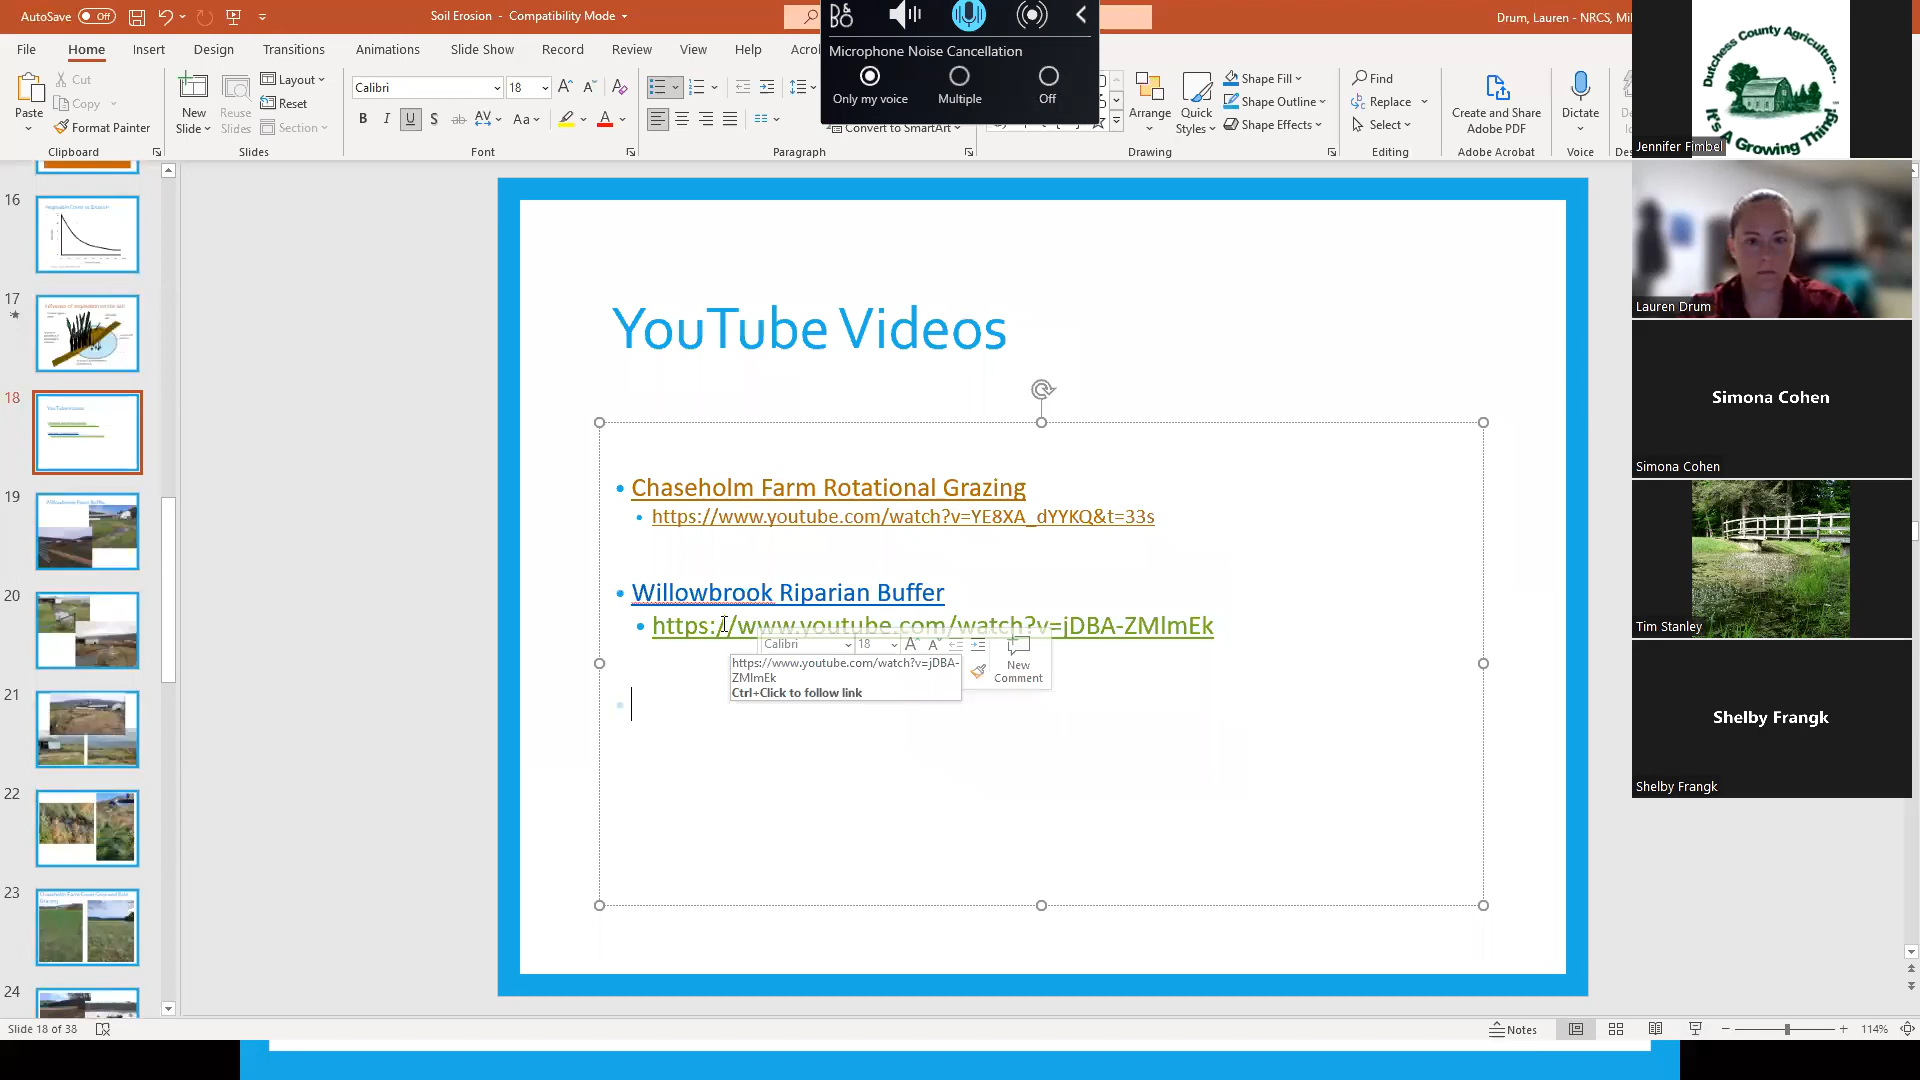 AutoSave Off
Soil Erosion - Compatibility Mode
Drum, Lauren - NRCS, Mil
File Home Insert Design Transitions Animations Slide Show Record Review View Help Acro
Microphone Noise Cancellation
Only my voice Multiple Off
Paste
Cut
Copy
Format Painter
Clipboard
New Slide
Reuse Slides
Layout
Reset
Section
Slides
Calibri 18
B I U S ab AV Aa A
Font
Convert to SmartArt
Paragraph
Arrange
Quick Styles
Shape Fill
Shape Outline
Shape Effects
Drawing
Find
Replace
Select
Editing
Create and Share
Adobe PDF
Adobe Acrobat
Dictate
Voice
16
17
18
19
20
21
22
23
24
YouTube Videos
Chaseholm Farm Rotational Grazing
https://www.youtube.com/watch?v=YE8XA_dYYKQ&t=33s
Willowbrook Riparian Buffer
https://www.youtube.com/watch?v=jDBA-ZMlmEk
Calibri 18
New
Comment
https://www.youtube.com/watch?v=jDBA-
ZMlmEk
Ctrl+Click to follow link
Dutchess County Agriculture...
It's A Growing Thing!
Jennifer Fimbel
Lauren Drum
Simona Cohen
Simona Cohen
Tim Stanley
Shelby Frangk
Shelby Frangk
Slide 18 of 38
Notes
114%